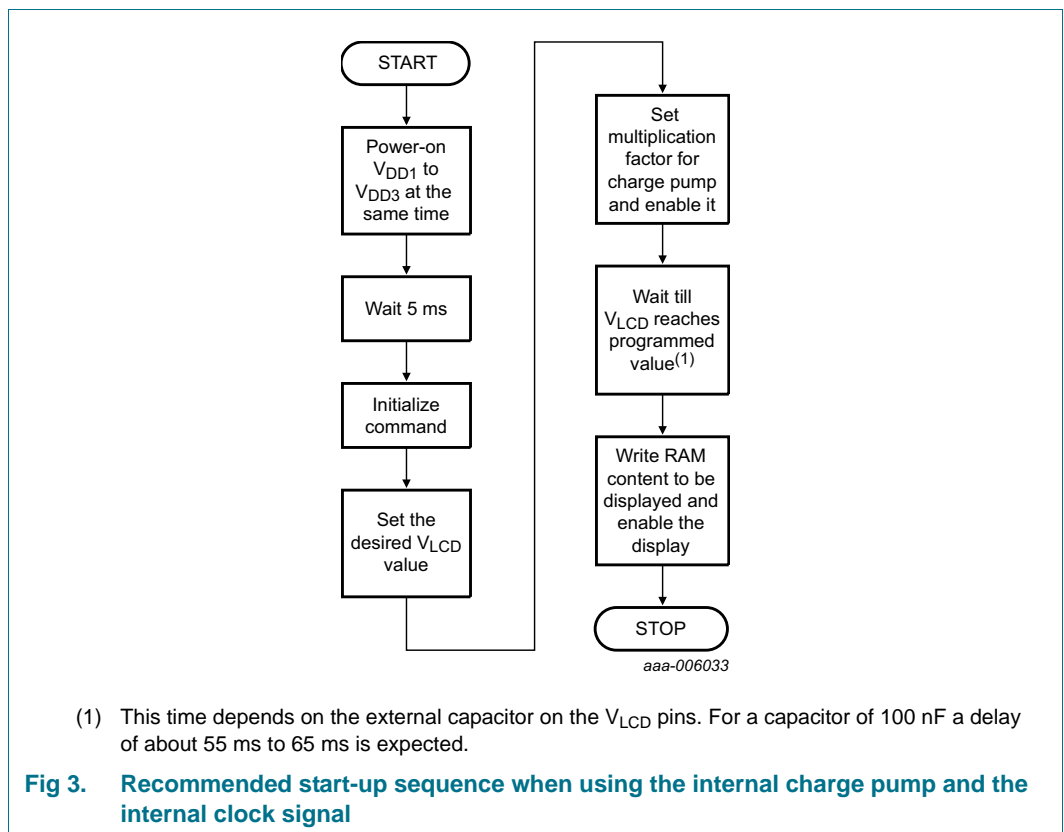 START
Power-on
VDD1 to
VDD3 at the
same time
Wait 5 ms
Initialize
command
Set the
desired VLCD
value
Set
multiplication
factor for
charge pump
and enable it
Wait till
VLCD reaches
programmed
value(1)
Write RAM
content to be
displayed and
enable the
display
STOP
aaa-006033
(1) This time depends on the external capacitor on the VLCD pins. For a capacitor of 100 nF a delay
of about 55 ms to 65 ms is expected.
Fig 3. Recommended start-up sequence when using the internal charge pump and the
internal clock signal